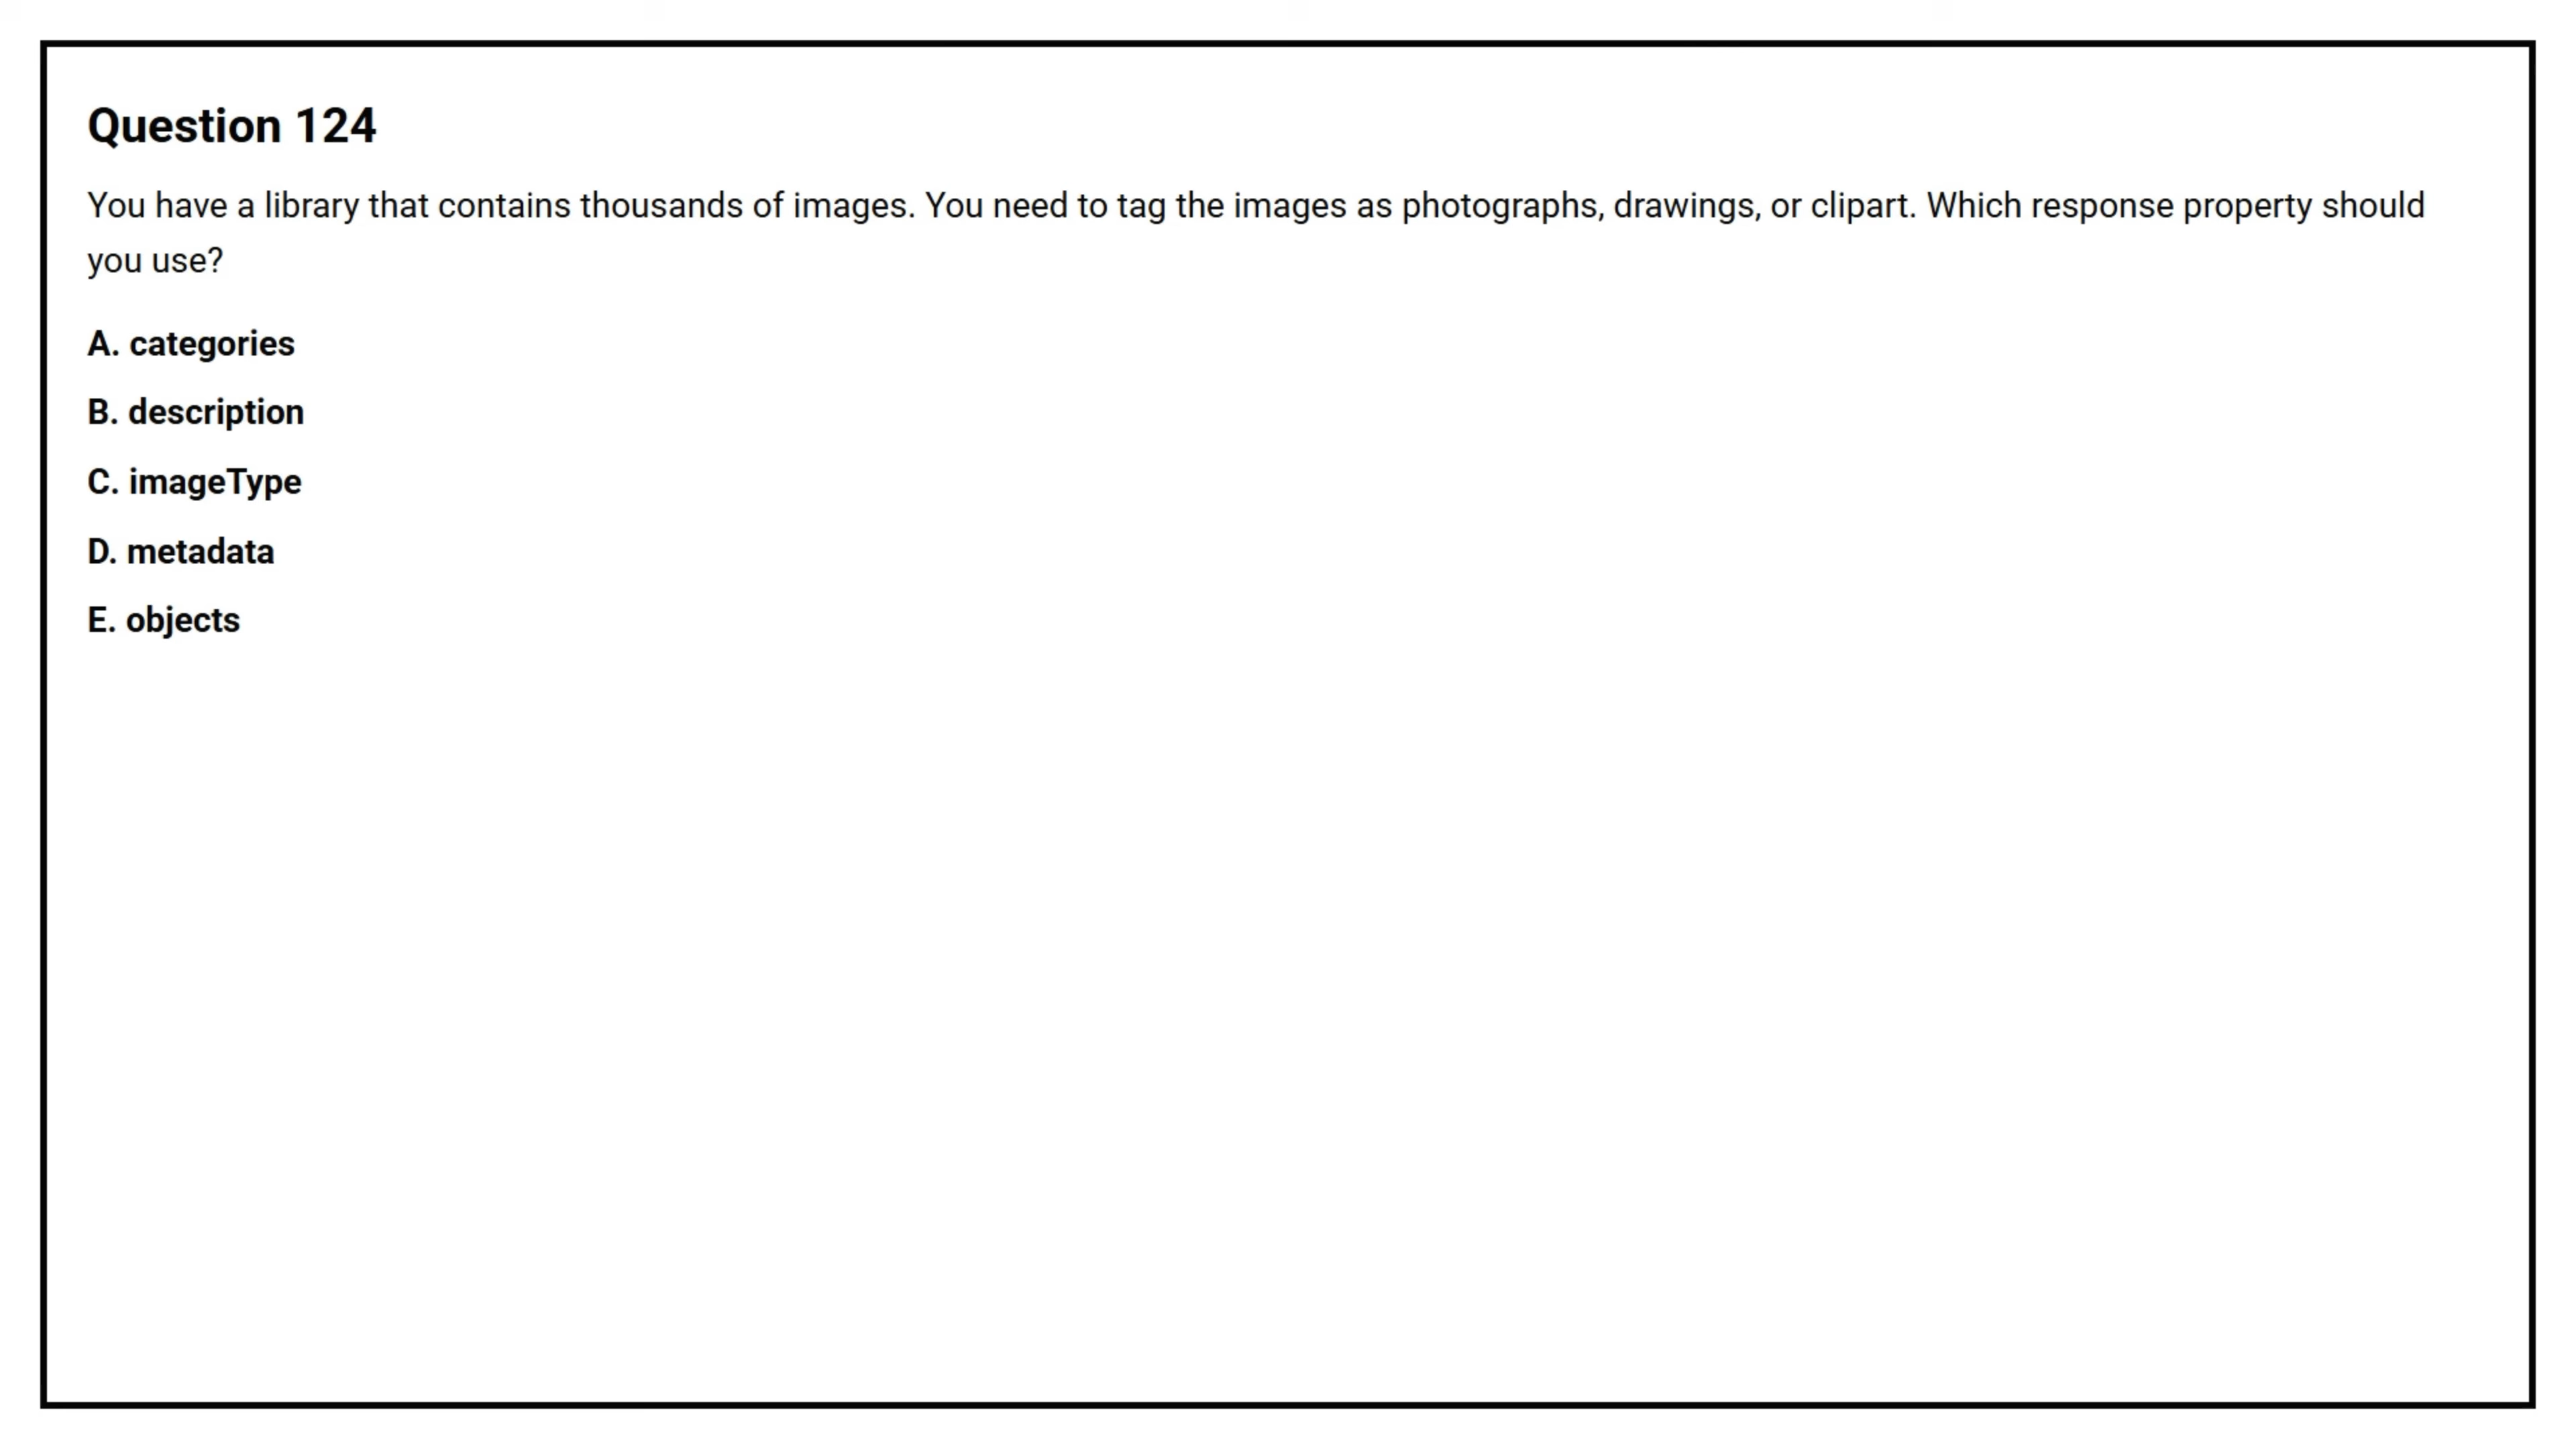 Question 124
You have a library that contains thousands of images. You need to tag the images as photographs, drawings, or clipart. Which response property should
you use?
A. categories
B. description
C. imageType
D. metadata
E. objects